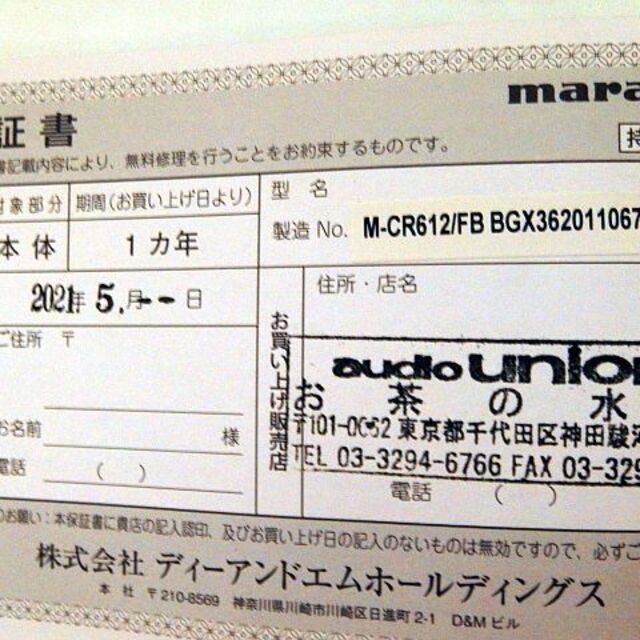 mara
証書
持
書記載内容により、無料修理を行うことをお約束するものです。
対象部分 期間(お買い上げ日より)
本体 1カ年
型名
製造No. M-CR612/FB BGX362011067
2021年5.月--日
ご住所 〒
お名前 様
電話 ( )
お買い上げ販売店
住所・店名
audio union
お茶の水
〒101-0052 東京都千代田区神田駿河
TEL 03-3294-6766 FAX 03-329
電話 ( )
のお願い:本保証書に貴店の記入認印、及びお買い上げ日の記入のないものは無効ですので、必ずご
株式会社 ディーアンドエムホールディングス
本社 〒210-8569 神奈川県川崎市川崎区日進町2-1 D&Mビル